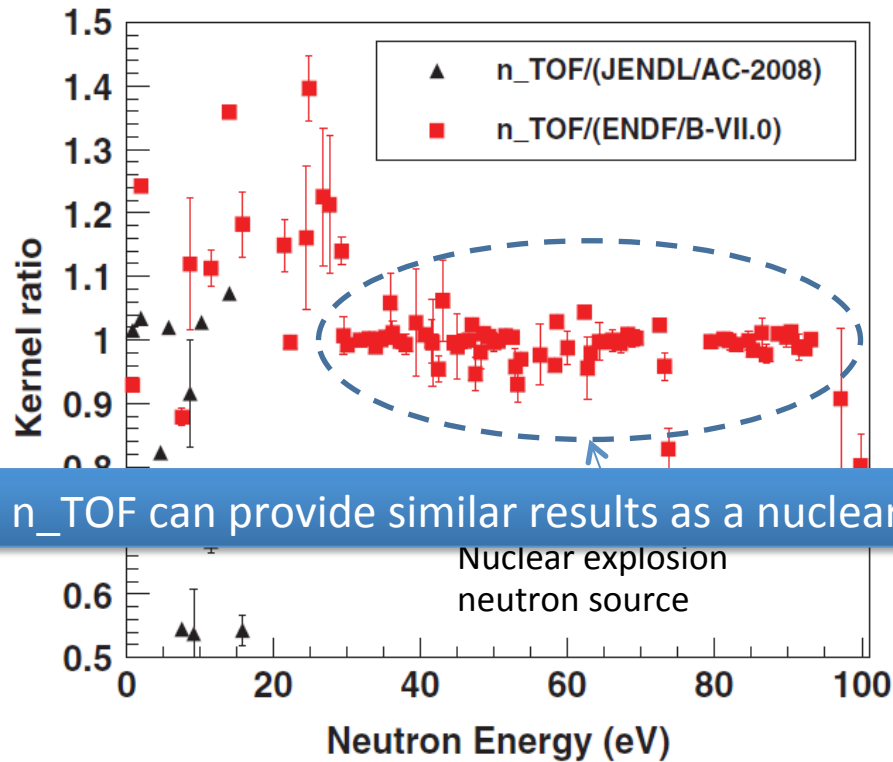 1.5
n_TOF/(JENDL/AC-2008)
n_TOF/(ENDF/B-VII.0)
1.4
1.3
1.2
1.1
1
0.9
0.8
Kernel ratio
n_TOF can provide similar results as a nuclear
Nuclear explosion
neutron source
0.6
0.5
0 20 40 60 80 100
Neutron Energy (eV)